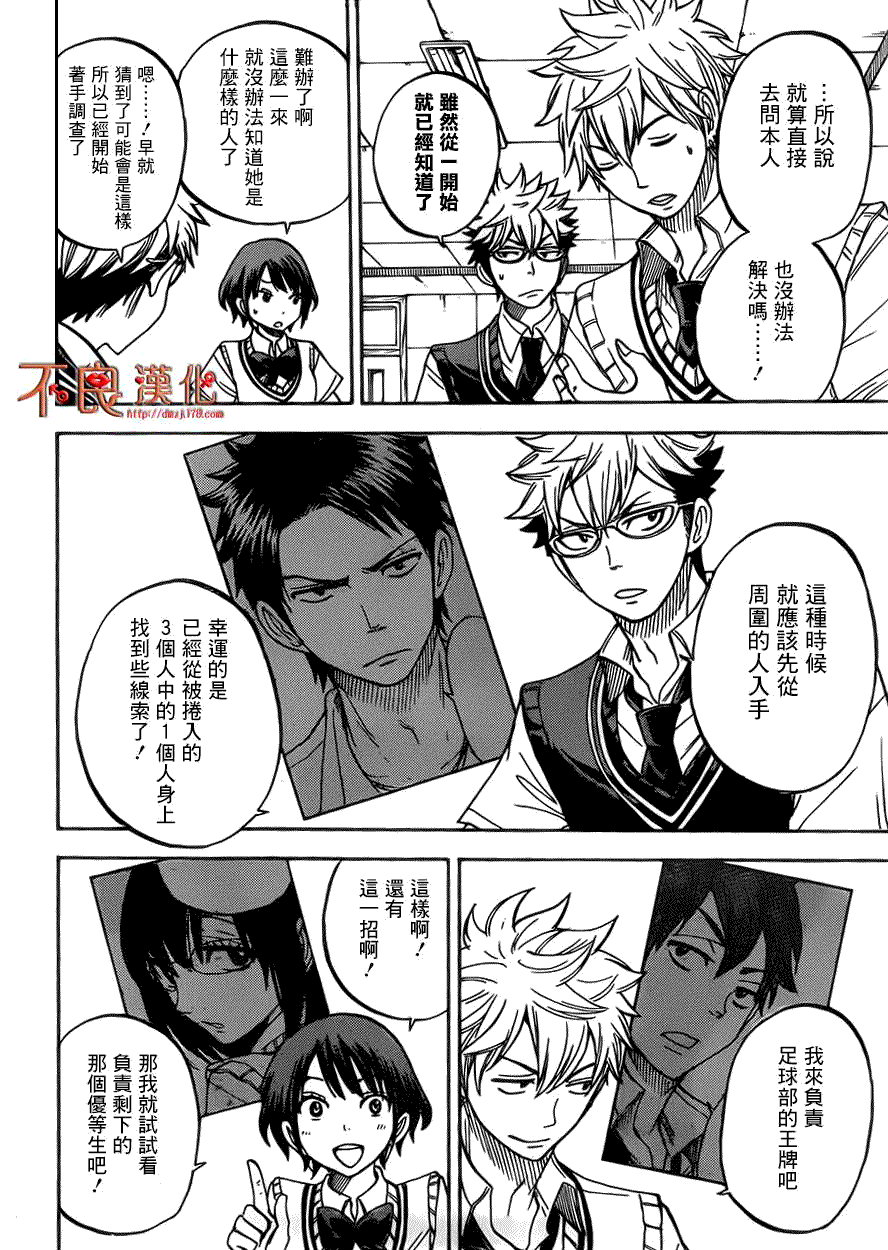 …所以說
就算直接
去問本人
也沒辦法
解決嗎……！
雖然從一開始
就已經知道了
難辦了啊
這麼一來
就沒辦法知道她是
什麼樣的人了
嗯……！早就
猜到了可能會是這樣
所以已經開始
著手調查了
不良漢化
http://dmzj178.com
這種時候
就應該先從
周圍的人入手
幸運的是
已經從被捲入的
3個人中的1個人身上
找到些線索了！
我來負責
足球部的王牌吧
這樣啊！
還有
這一招啊！
那我就試試看
負責剩下的
那個優等生吧！